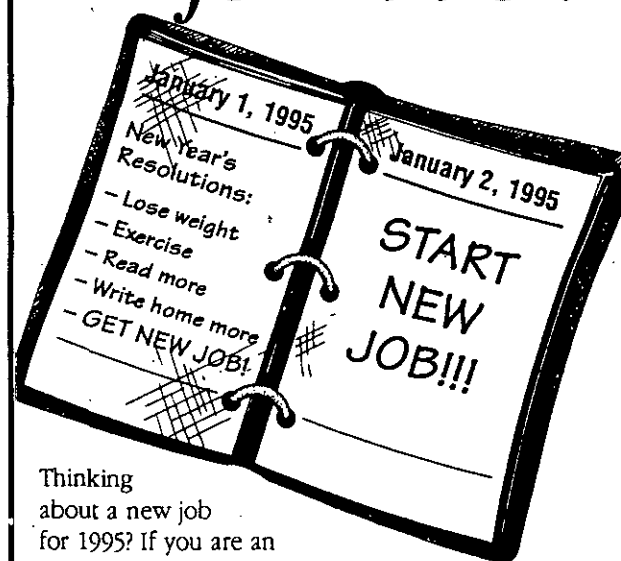 January 1, 1995
New Year's
Resolutions:
– Lose weight
– Exercise
– Read more
– Write home more
– GET NEW JOB!
January 2, 1995
START
NEW
JOB!!!
Thinking
about a new job
for 1995? If you are an